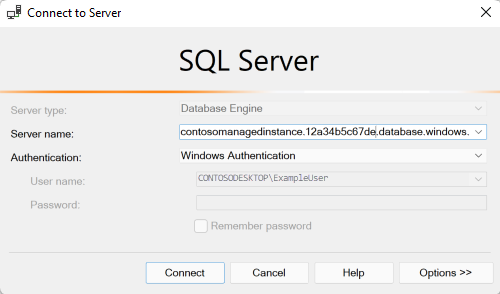 Connect to Server
SQL Server
Server type: Database Engine
Server name: contosomanagedinstance.12a34b5c67de.database.windows.
Authentication: Windows Authentication
User name: CONTOSODESKTOP\ExampleUser
Password:
Remember password
Connect Cancel Help Options >>